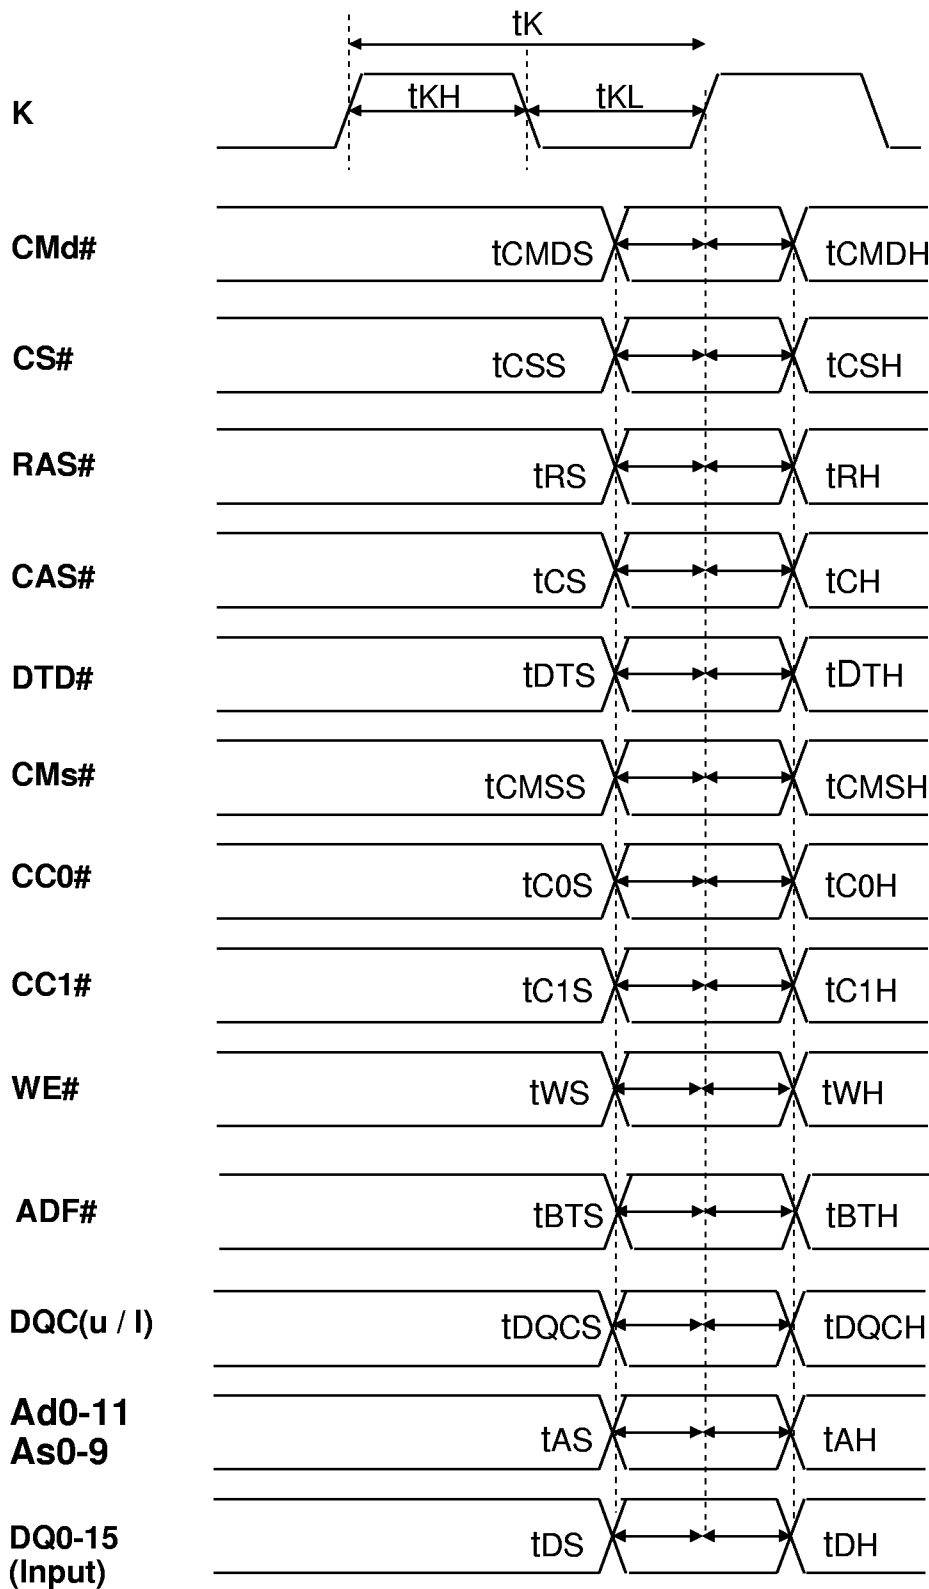 tK
K tKH tKL
CMd# tCMDS tCMDH
CS# tCSS tCSH
RAS# tRS tRH
CAS# tCS tCH
DTD# tDTS tDTH
CMs# tCMSS tCMSH
CC0# tC0S tC0H
CC1# tC1S tC1H
WE# tWS tWH
ADF# tBTS tBTH
DQC(u / l) tDQCS tDQCH
Ad0-11
As0-9 tAS tAH
DQ0-15 tDS tDH
(Input)